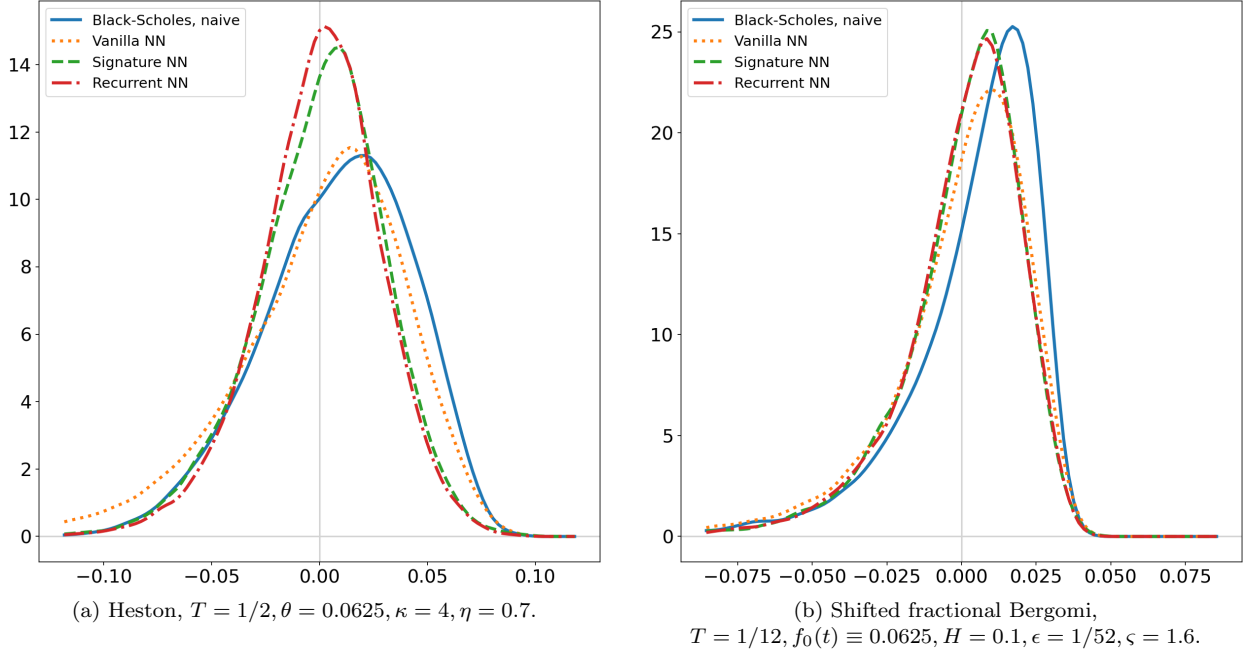 Black-Scholes, naive
Vanilla NN
Signature NN
Recurrent NN
14
12
10
8
6
4
2
0
−0.10
−0.05
0.00
0.05
0.10
(a) Heston, T = 1/2, θ = 0.0625, κ = 4, η = 0.7.
Black-Scholes, naive
Vanilla NN
Signature NN
Recurrent NN
25
20
15
10
5
0
−0.075
−0.050
−0.025
0.000
0.025
0.050
0.075
(b) Shifted fractional Bergomi,
T = 1/12, f₀(t) ≡ 0.0625, H = 0.1, ϵ = 1/52, ς = 1.6.